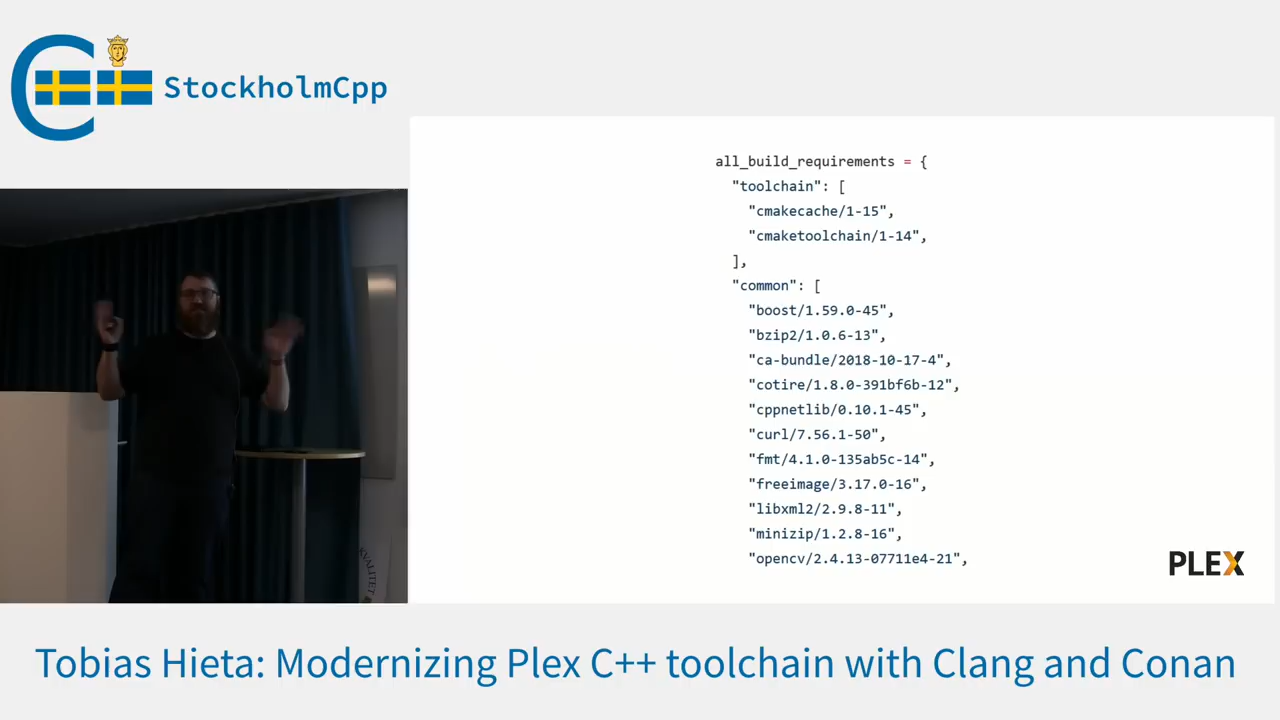 StockholmCpp
all_build_requirements = {
"toolchain": [
"cmakecache/1-15",
"cmaketoolchain/1-14",
],
"common": [
"boost/1.59.0-45",
"bzip2/1.0.6-13",
"ca-bundle/2018-10-17-4",
"cotire/1.8.0-391bf6b-12",
"cppnetlib/0.10.1-45",
"curl/7.56.1-50",
"fmt/4.1.0-135ab5c-14",
"freeimage/3.17.0-16",
"libxml2/2.9.8-11",
"minizip/1.2.8-16",
"opencv/2.4.13-07711e4-21",
PLEX
KVALITET
Tobias Hieta: Modernizing Plex C++ toolchain with Clang and Conan